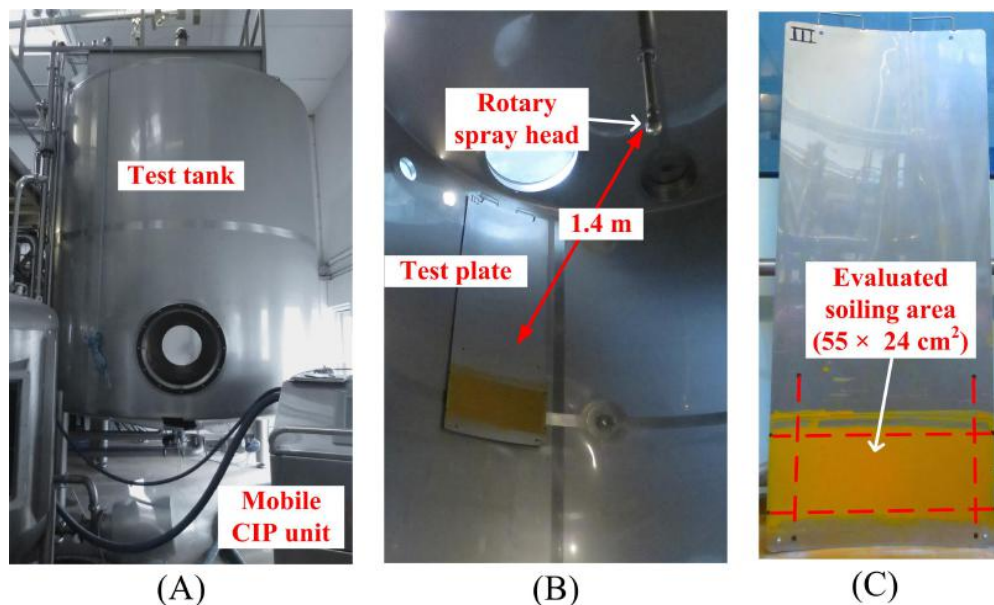 Test tank
Mobile
CIP unit
(A)
Rotary
spray head
1.4 m
Test plate
(B)
III
Evaluated
soiling area
(55 × 24 cm²)
(C)